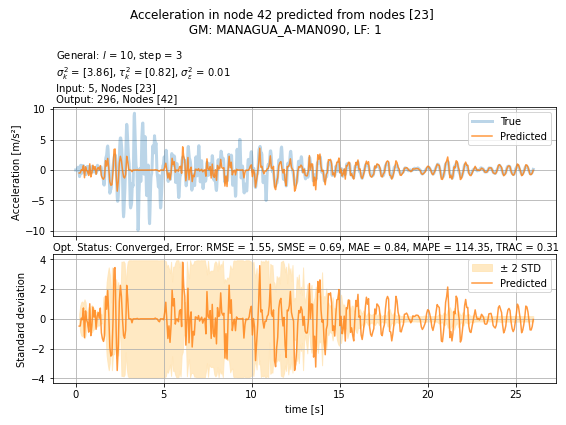 Acceleration in node 42 predicted from nodes [23]
GM: MANAGUA_A-MAN090, LF: 1
General: l = 10, step = 3
σ²ₖ = [3.86], τ²ₖ = [0.82], σ²ε = 0.01
Input: 5, Nodes [23]
Output: 296, Nodes [42]
10
5
0
−5
−10
Acceleration [m/s²]
True
Predicted
Opt. Status: Converged, Error: RMSE = 1.55, SMSE = 0.69, MAE = 0.84, MAPE = 114.35, TRAC = 0.31
4
2
0
−2
−4
Standard deviation
± 2 STD
Predicted
0
5
10
15
20
25
time [s]